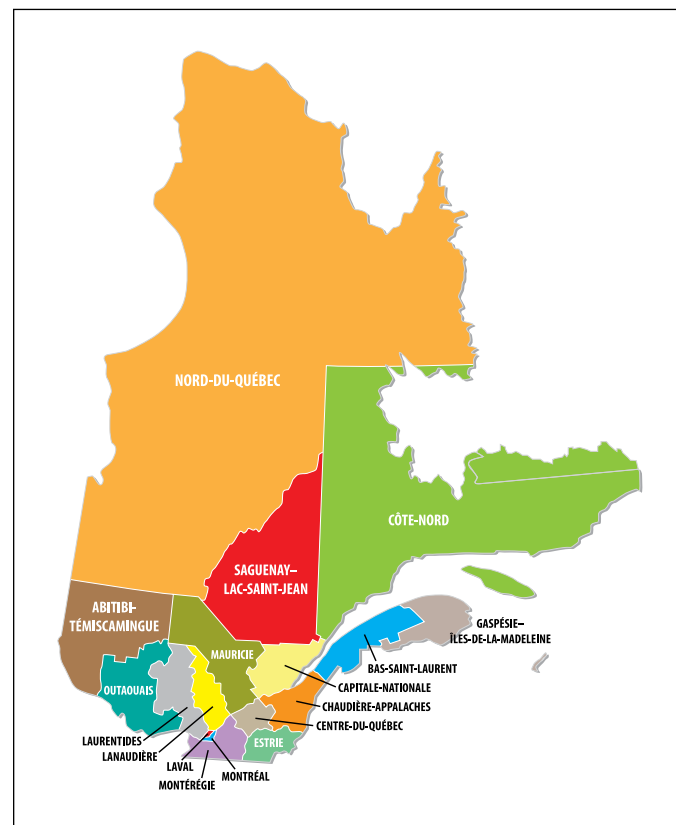 NORD-DU-QUÉBEC
CÔTE-NORD
SAGUENAY–
LAC-SAINT-JEAN
ABITIBI-
TÉMISCAMINGUE
GASPÉSIE–
ÎLES-DE-LA-MADELEINE
MAURICIE
BAS-SAINT-LAURENT
OUTAOUAIS
CAPITALE-NATIONALE
CHAUDIÈRE-APPALACHES
CENTRE-DU-QUÉBEC
LAURENTIDES
ESTRIE
LANAUDIÈRE
LAVAL
MONTRÉAL
MONTÉRÉGIE